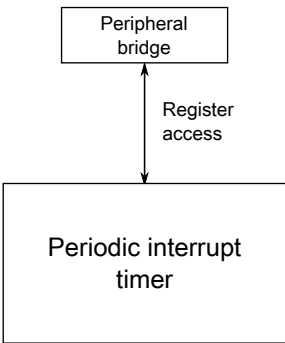 Peripheral
bridge
Register
access
Periodic interrupt
timer